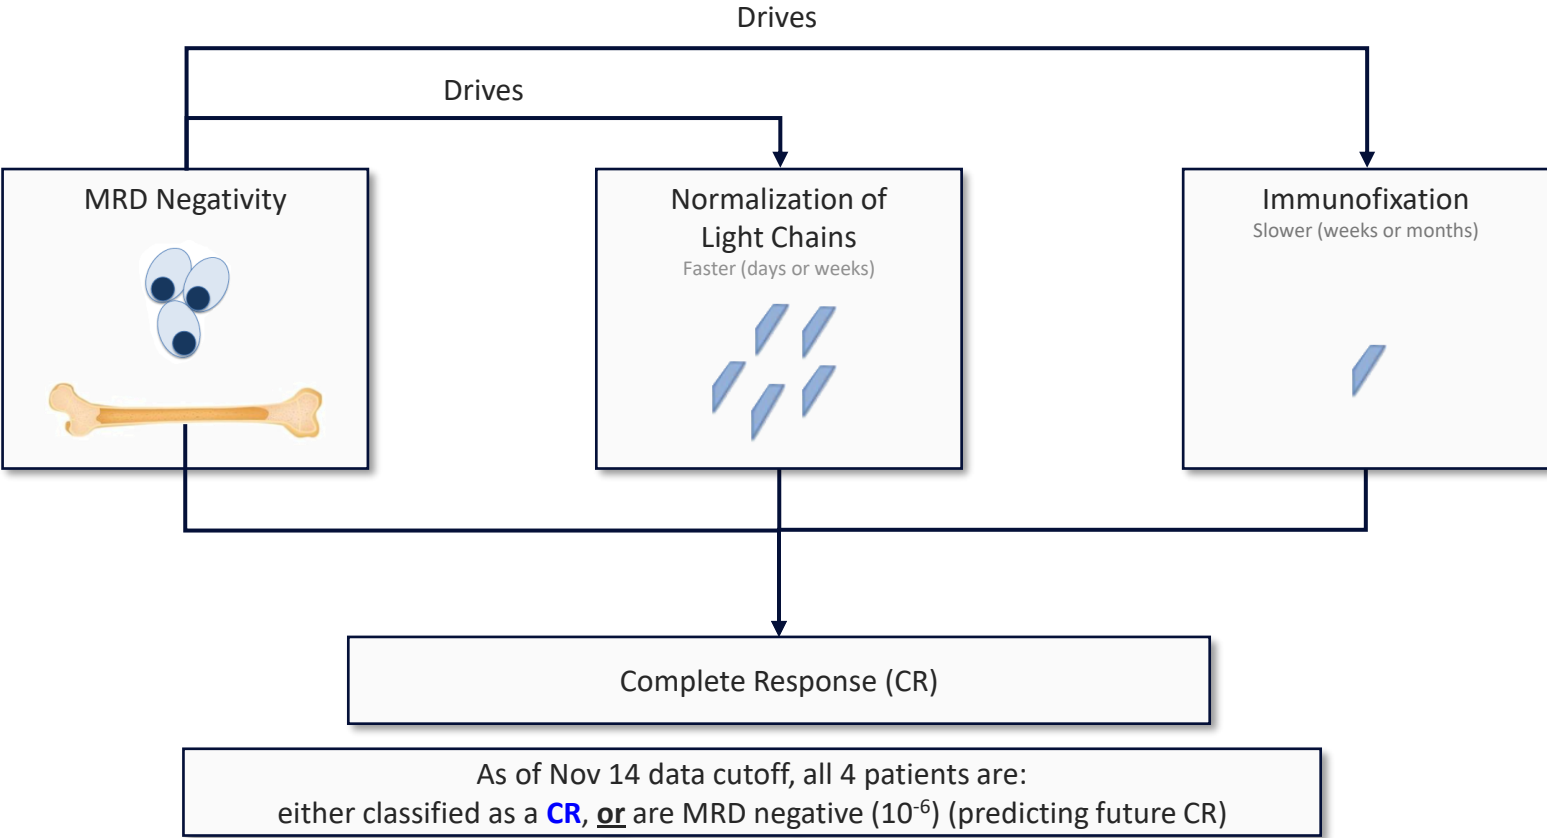 Drives
Drives
MRD Negativity
Normalization of
Light Chains
Faster (days or weeks)
Immunofixation
Slower (weeks or months)
Complete Response (CR)
As of Nov 14 data cutoff, all 4 patients are:
either classified as a CR, or are MRD negative (10⁻⁶) (predicting future CR)